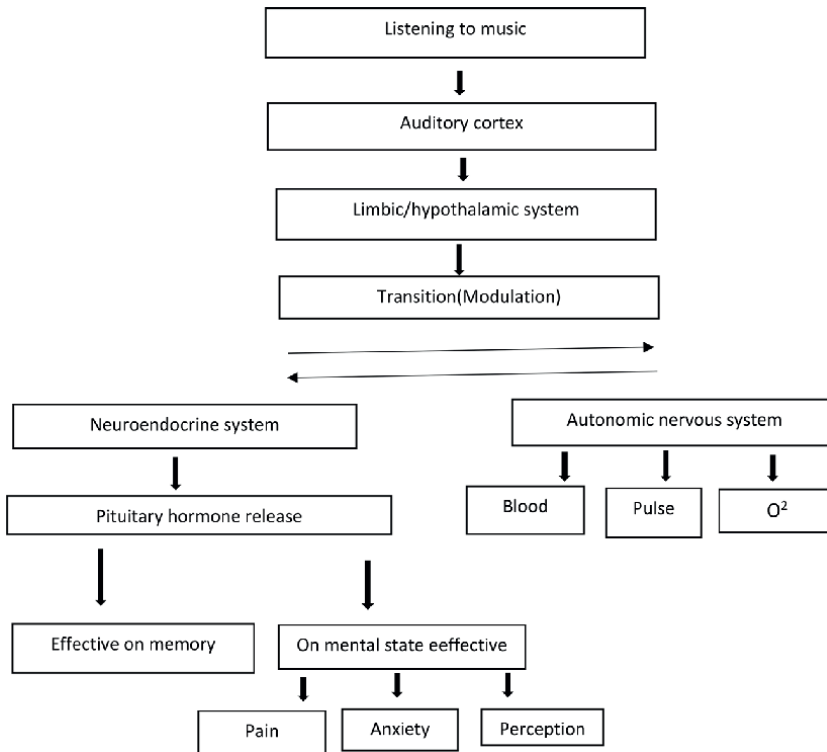 Listening to music
Auditory cortex
Limbic/hypothalamic system
Transition(Modulation)
Neuroendocrine system
Autonomic nervous system
Blood
Pulse
O²
Pituitary hormone release
Effective on memory
On mental state eeffective
Pain
Anxiety
Perception